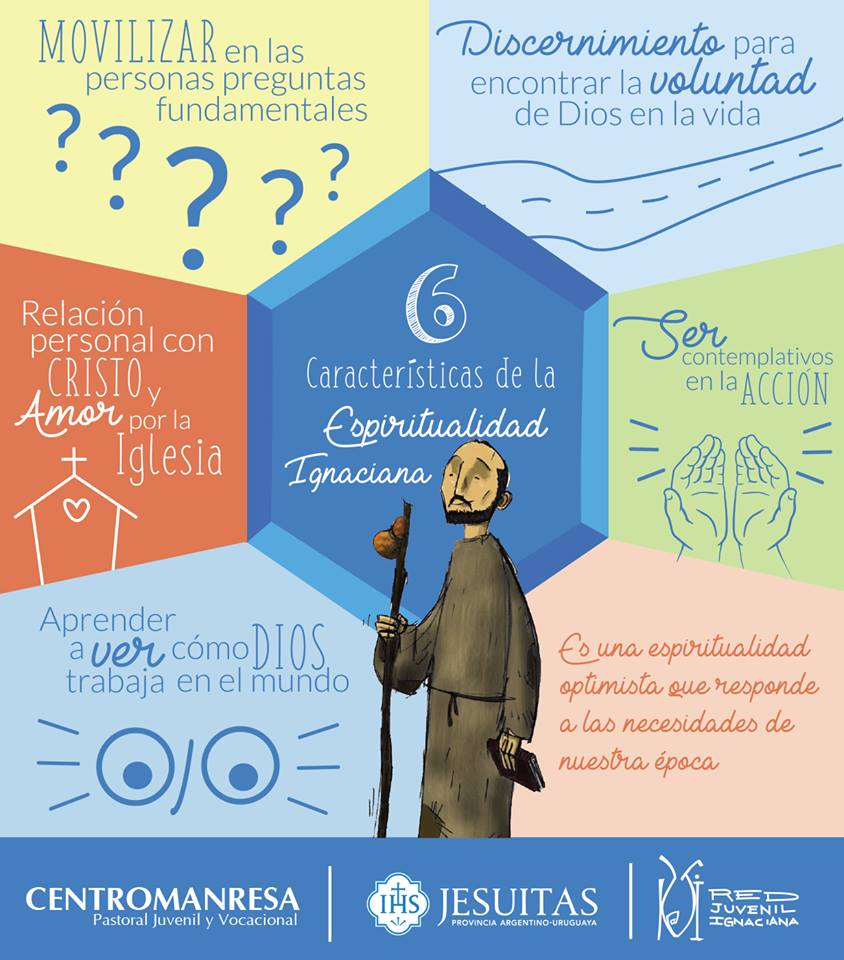 MOVILIZAR en las
personas preguntas
fundamentales
? ? ? ? ?
Discernimiento para
encontrar la voluntad
de Dios en la vida
6
Características de la
Espiritualidad
Ignaciana
Relación
personal con
CRISTO y
Amor por la
Iglesia
Ser
contemplativos
en la ACCIÓN
Aprender
a ver cómo DIOS
trabaja en el mundo
Es una espiritualidad
optimista que responde
a las necesidades de
nuestra época
CENTROMANRESA
Pastoral Juvenil y Vocacional
IHS
JESUITAS
PROVINCIA ARGENTINO-URUGUAYA
RED
JUVENIL
IGNACIANA